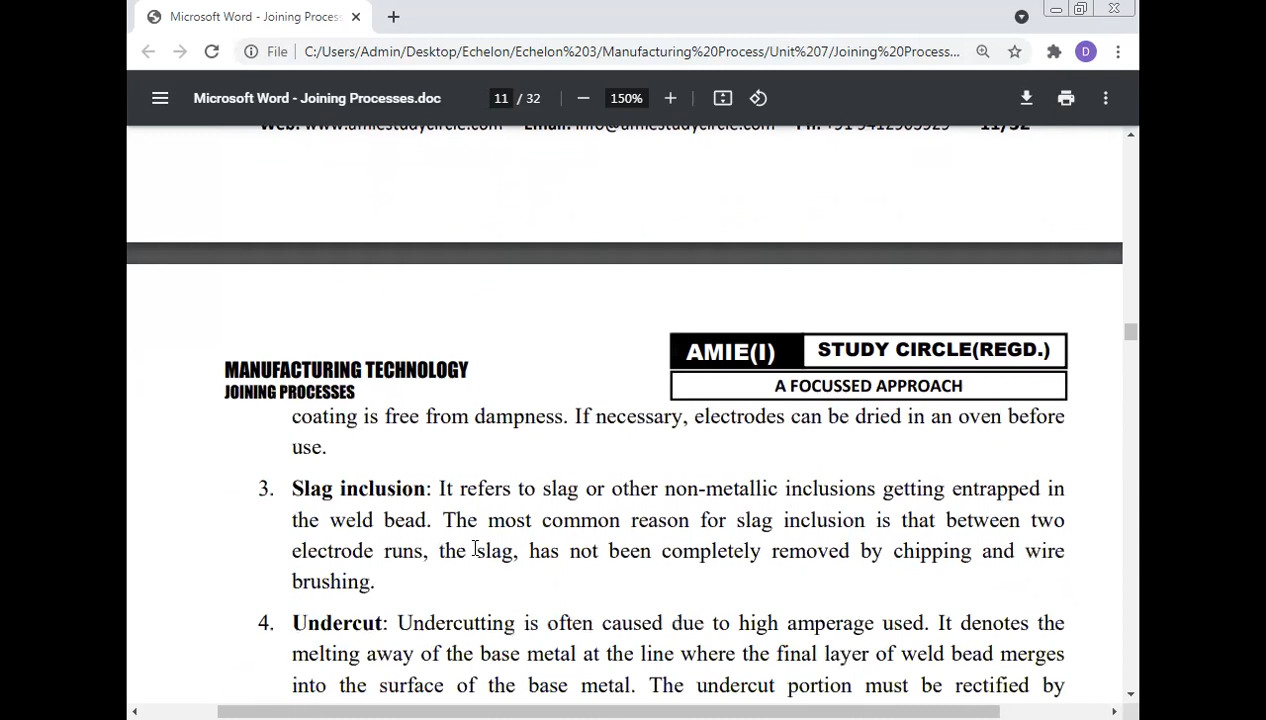 Microsoft Word - Joining Process
File C:/Users/Admin/Desktop/Echelon/Echelon%203/Manufacturing%20Process/Unit%207/Joining%20Process...
D
Microsoft Word - Joining Processes.doc
11 / 32
150%
Web: www.amiestudycircle.com Email: info@amiestudycircle.com Ph: +91 9412903929 11/32
AMIE(I) STUDY CIRCLE(REGD.)
MANUFACTURING TECHNOLOGY
A FOCUSSED APPROACH
JOINING PROCESSES
coating is free from dampness. If necessary, electrodes can be dried in an oven before
use.
3. Slag inclusion: It refers to slag or other non-metallic inclusions getting entrapped in
the weld bead. The most common reason for slag inclusion is that between two
electrode runs, the slag, has not been completely removed by chipping and wire
brushing.
4. Undercut: Undercutting is often caused due to high amperage used. It denotes the
melting away of the base metal at the line where the final layer of weld bead merges
into the surface of the base metal. The undercut portion must be rectified by